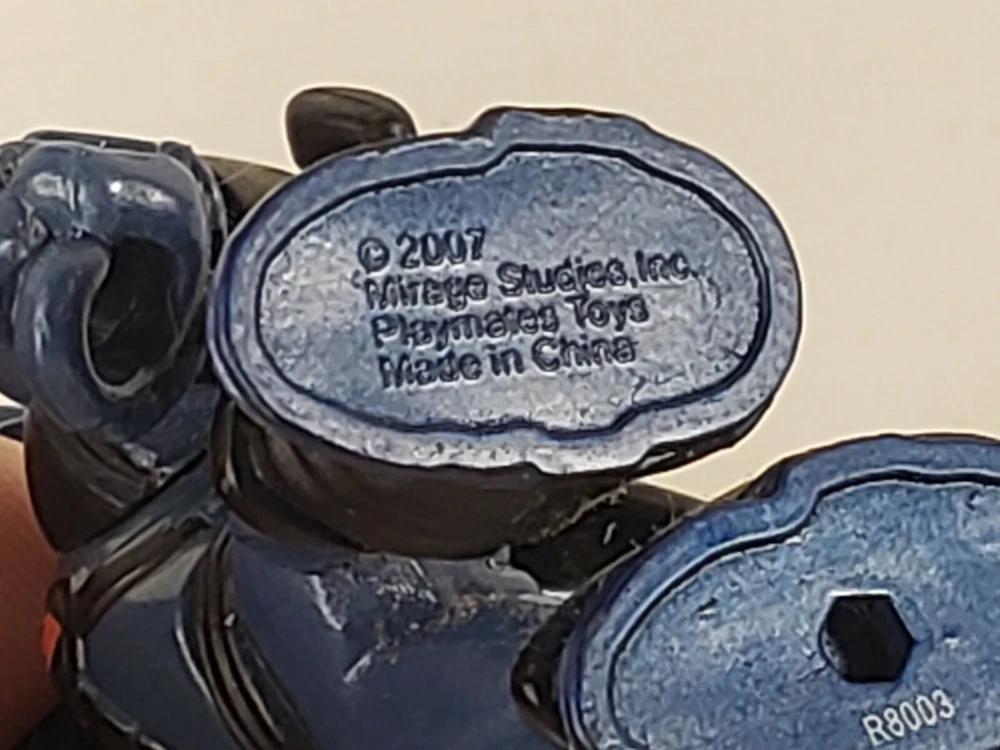 © 2007
Mirage Studios, Inc.
Playmates Toys
Made in China
R8003